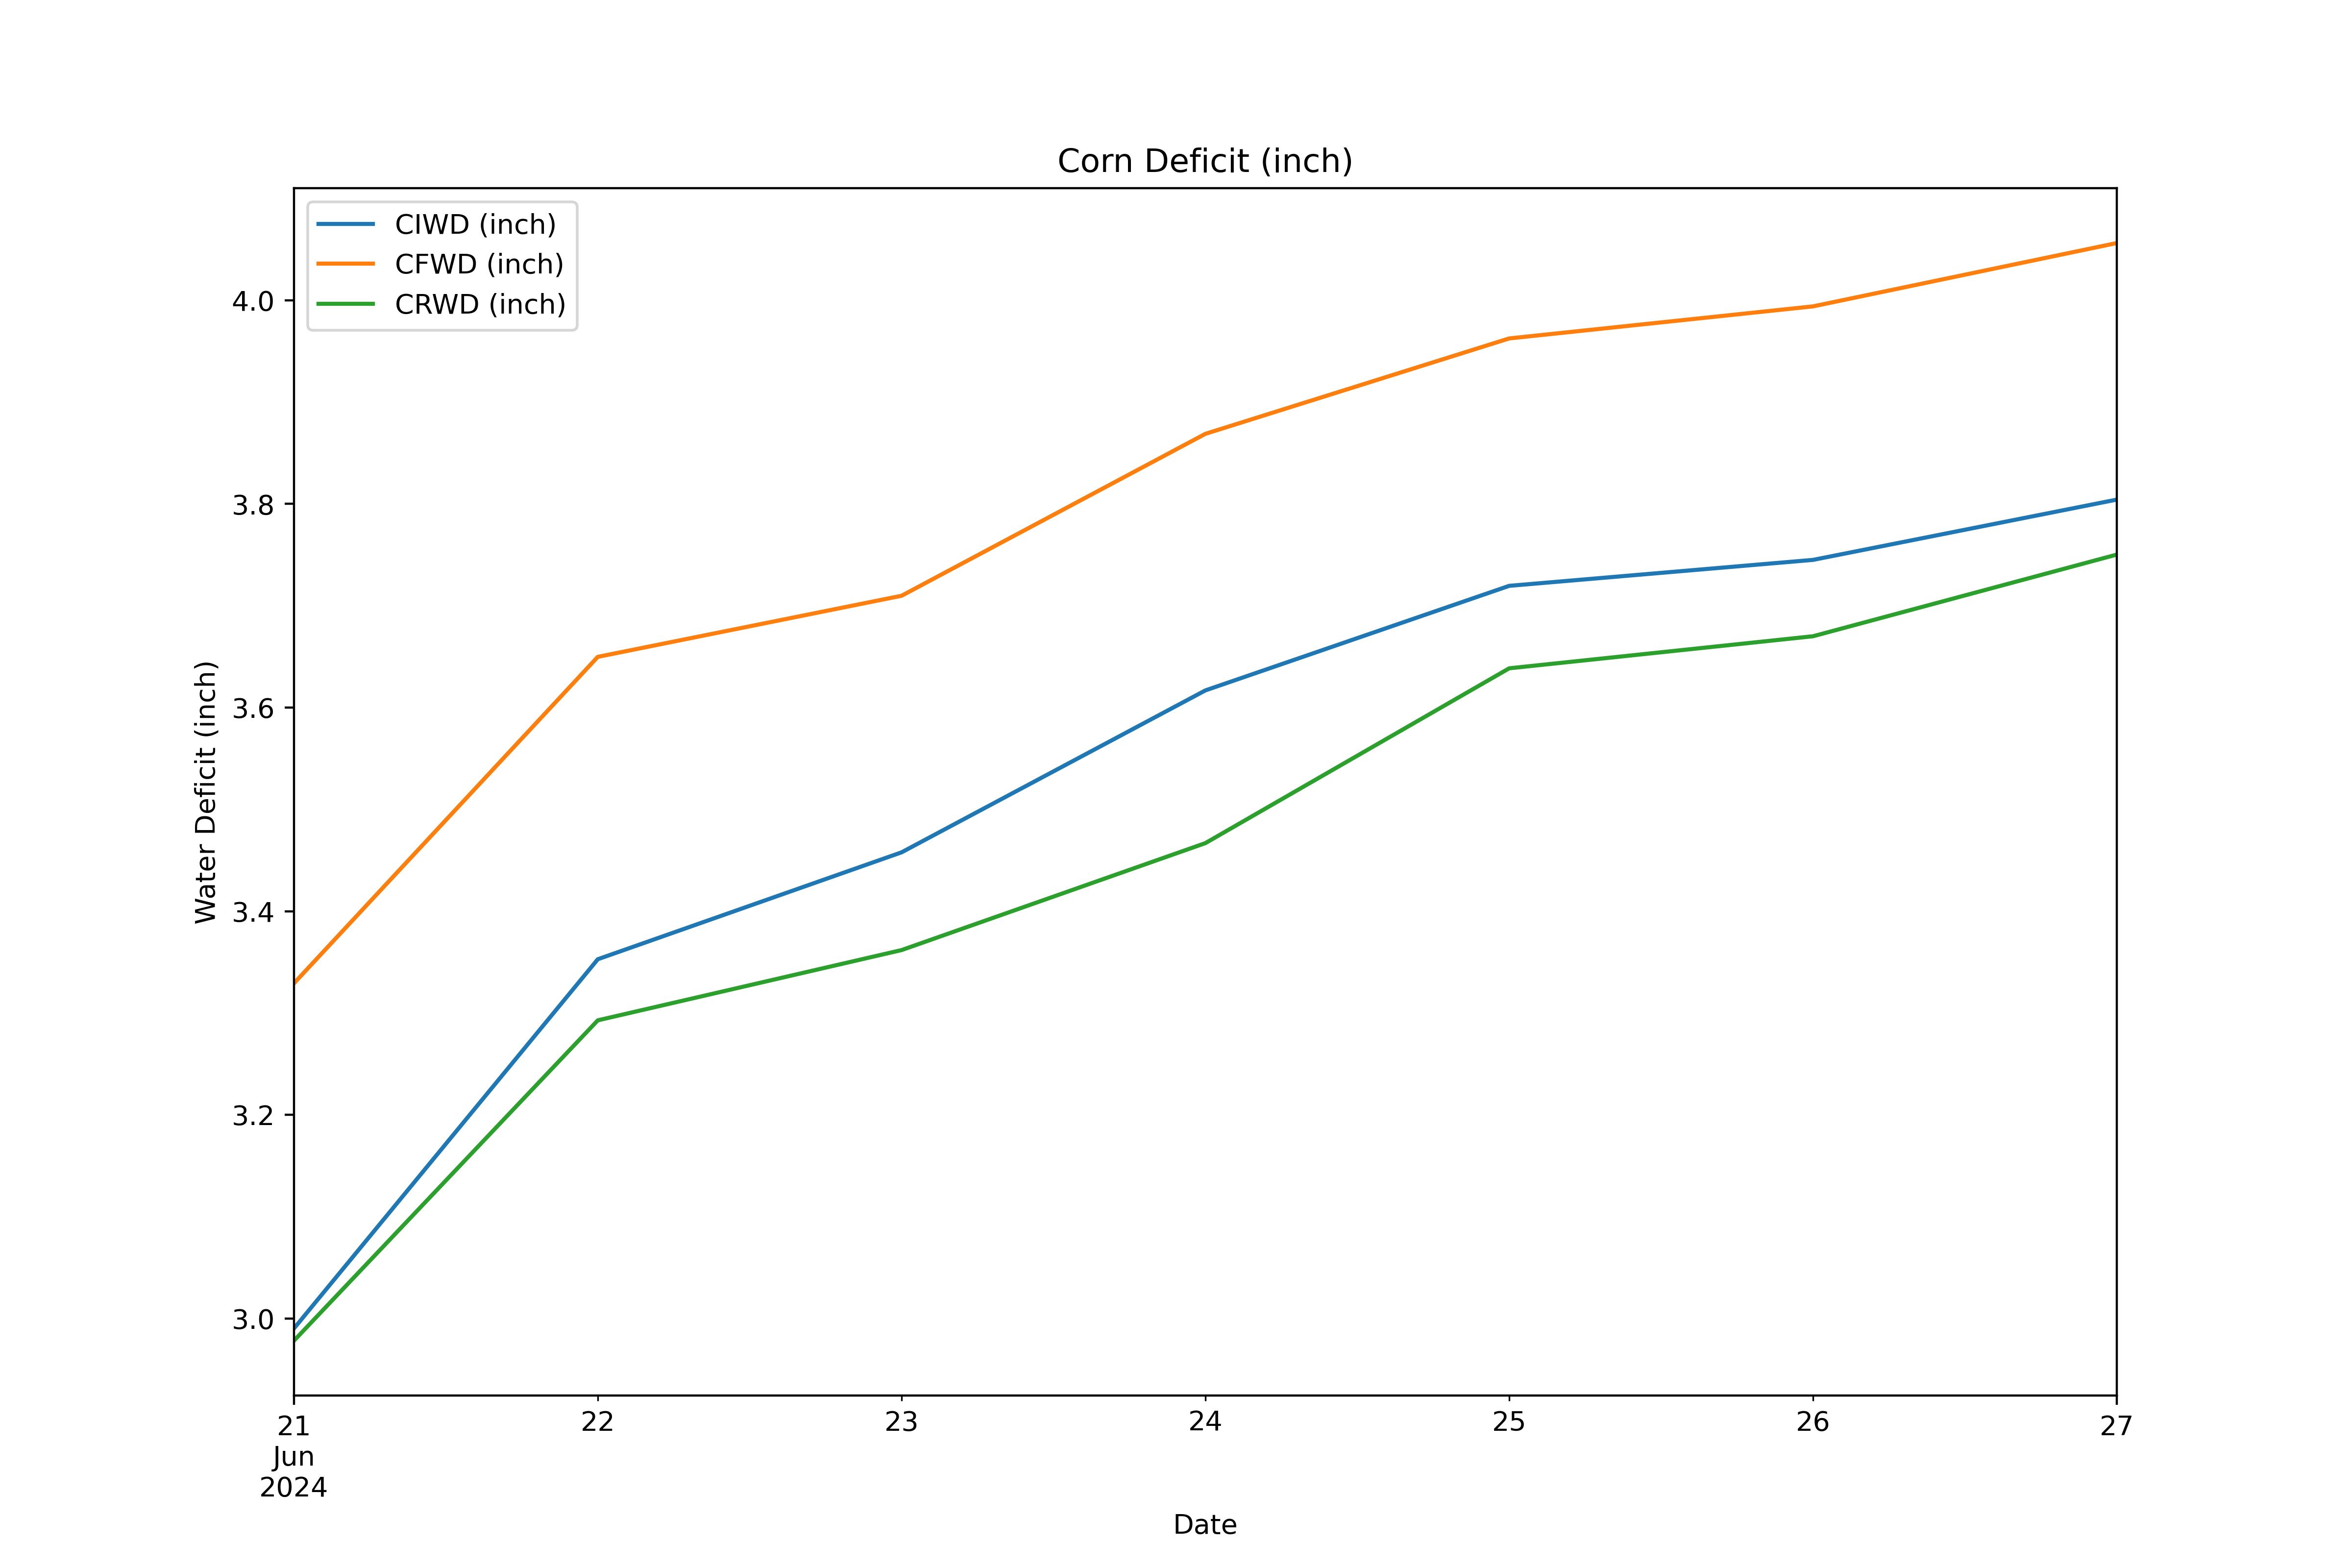 Corn Deficit (inch)
CIWD (inch)
CFWD (inch)
CRWD (inch)
4.0
3.8
3.6
3.4
3.2
3.0
Water Deficit (inch)
21 22 23 24 25 26 27
Jun
2024
Date